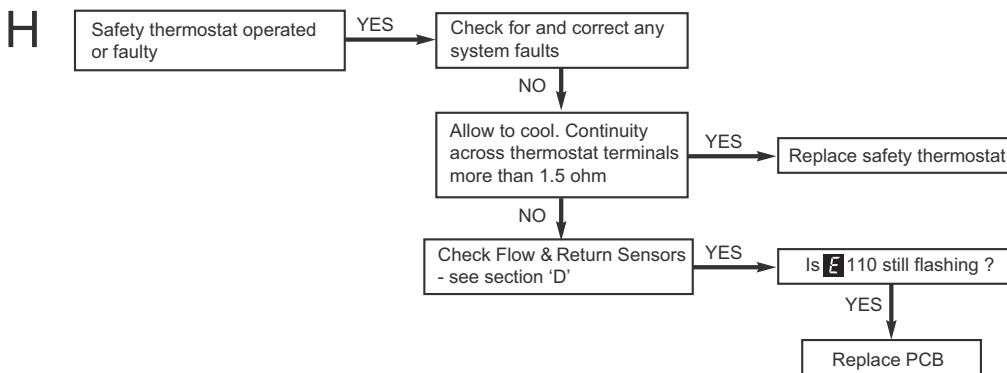 H
Safety thermostat operated
or faulty
YES
Check for and correct any
system faults
NO
Allow to cool. Continuity
across thermostat terminals
more than 1.5 ohm
YES
Replace safety thermostat
NO
Check Flow & Return Sensors
- see section ‘D’
YES
Is E 110 still flashing ?
YES
Replace PCB